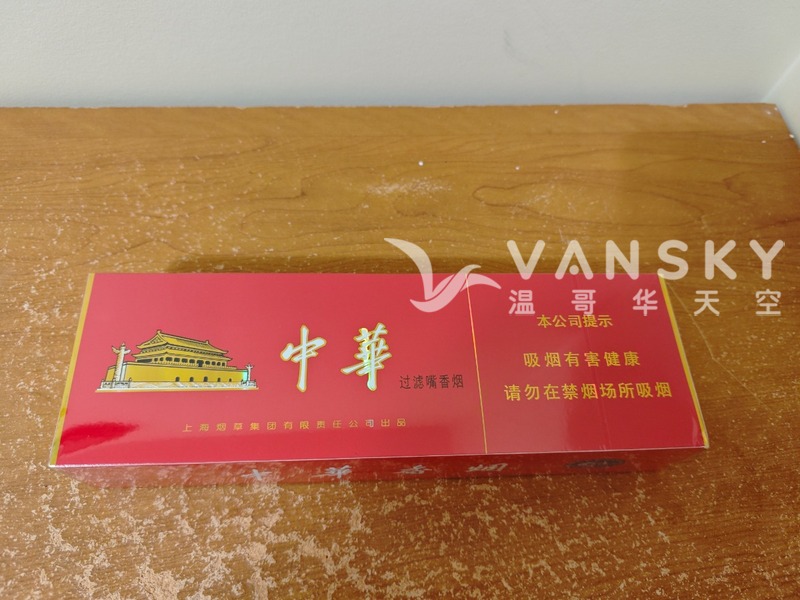 VANSKY
温哥华天空
中華
过滤嘴香烟
上海烟草集团有限责任公司出品
本公司提示
吸烟有害健康
请勿在禁烟场所吸烟